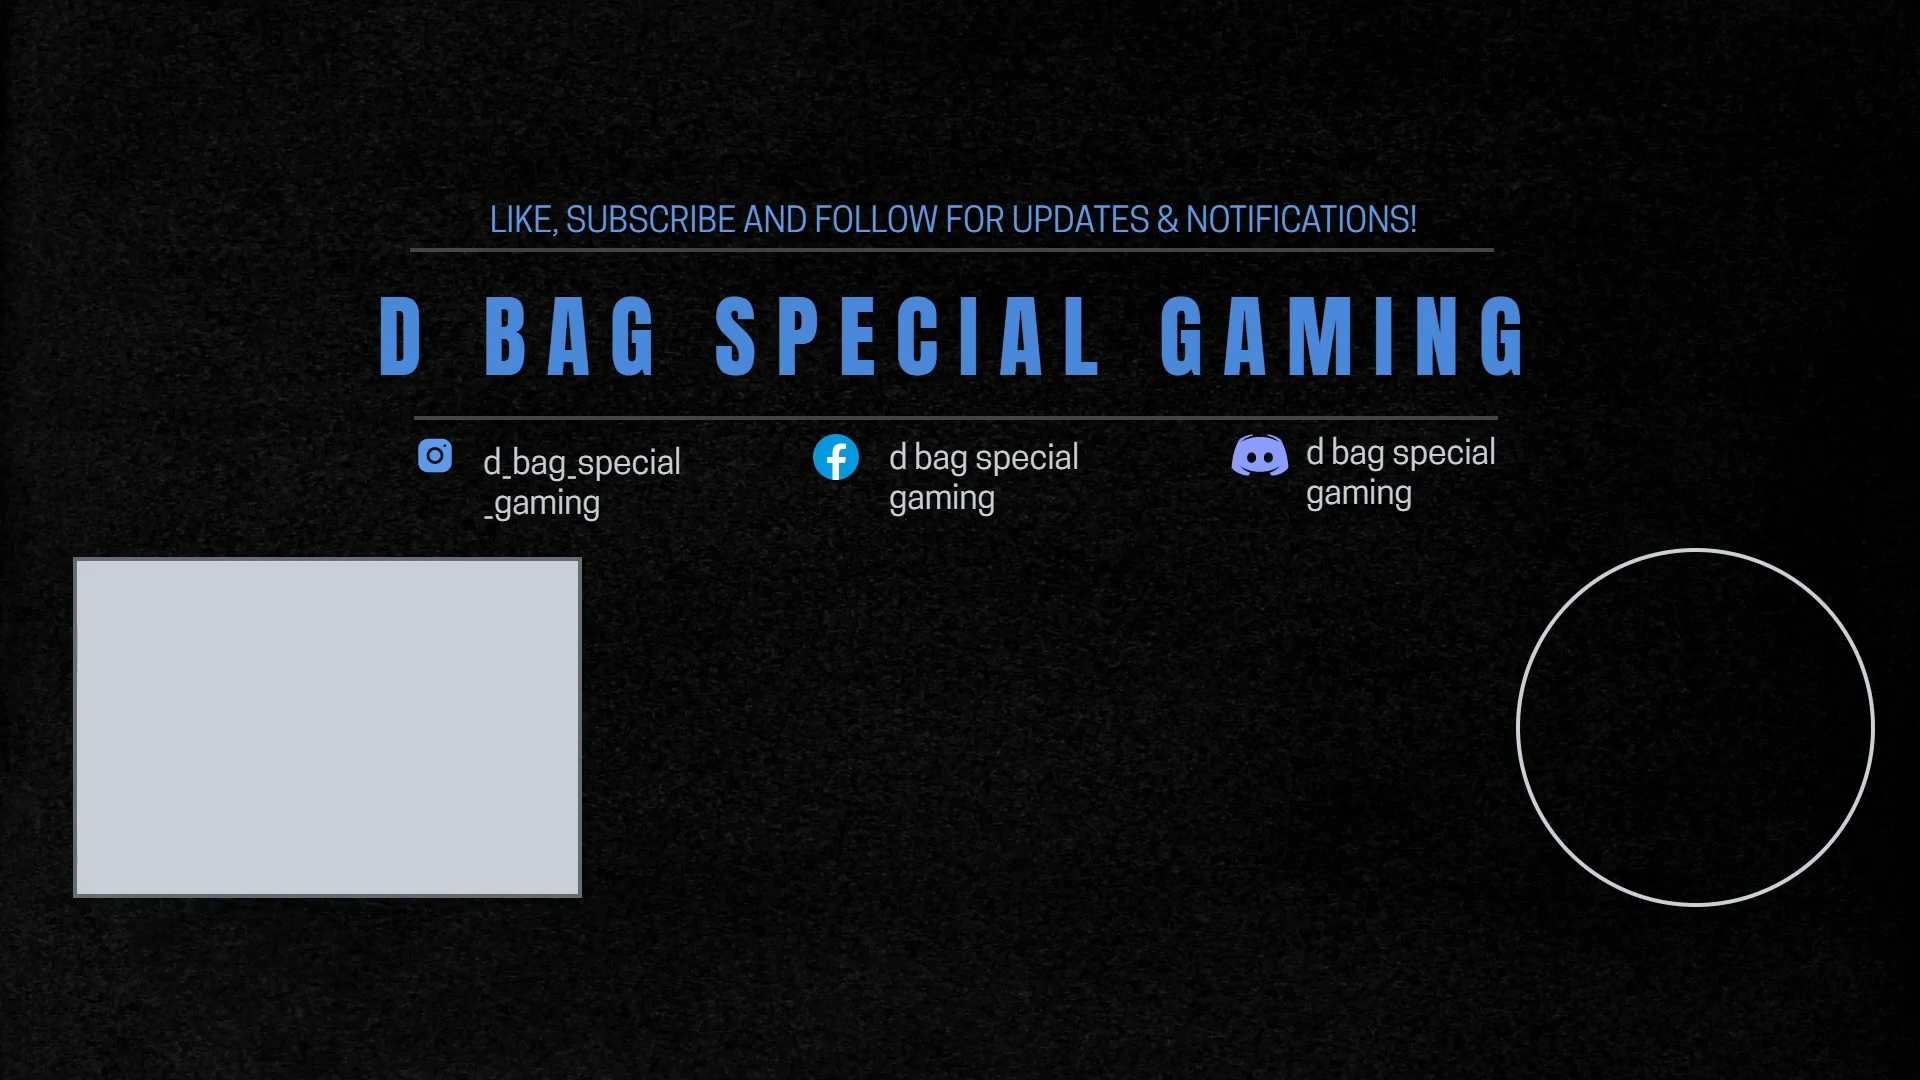 LIKE, SUBSCRIBE AND FOLLOW FOR UPDATES & NOTIFICATIONS!
D BAG SPECIAL GAMING
d_bag_special
_gaming
d bag special
gaming
d bag special
gaming